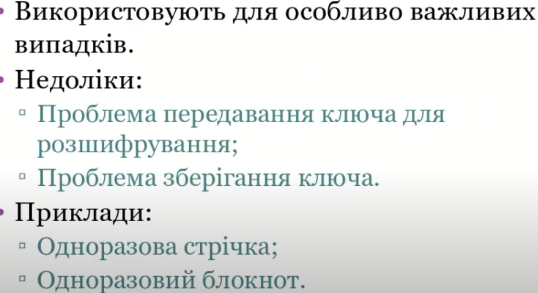 • Використовують для особливо важливих
випадків.
• Недоліки:
▫ Проблема передавання ключа для
розшифрування;
▫ Проблема зберігання ключа.
• Приклади:
▫ Одноразова стрічка;
▫ Одноразовий блокнот.